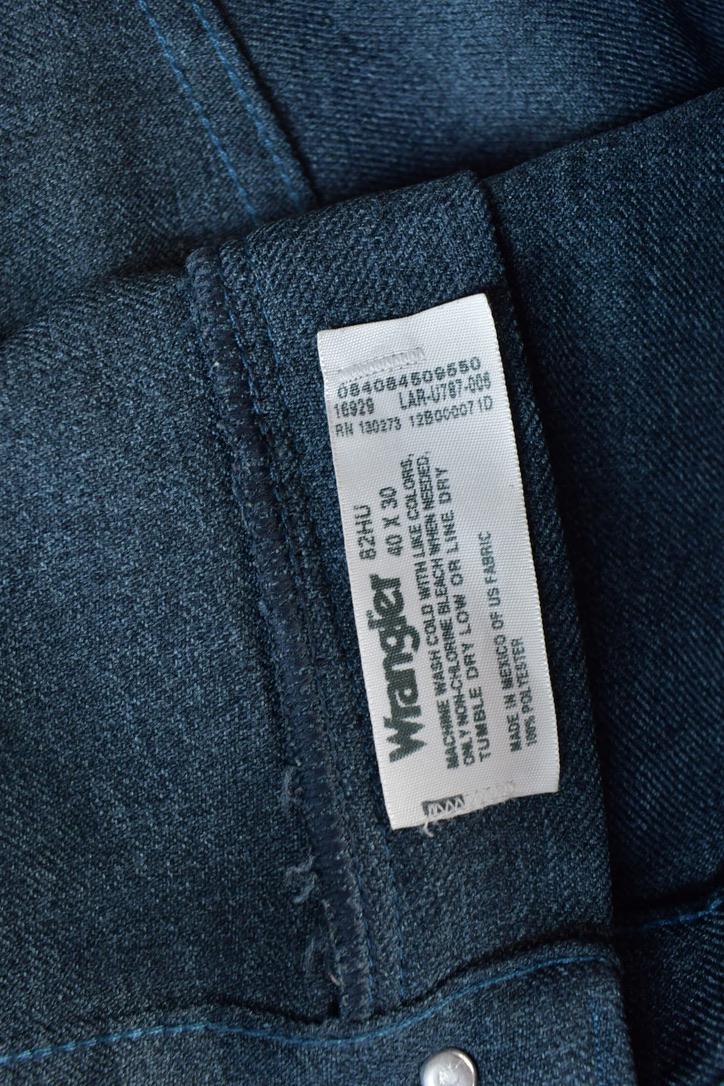 084084509550
16929 LAR-U787-005
RN 130273 12B000071D
Wrangler 82HU
40 X 30
MACHINE WASH COLD WITH LIKE COLORS,
ONLY NON-CHLORINE BLEACH WHEN NEEDED,
TUMBLE DRY LOW OR LINE DRY
MADE IN MEXICO OF US FABRIC
100% POLYESTER